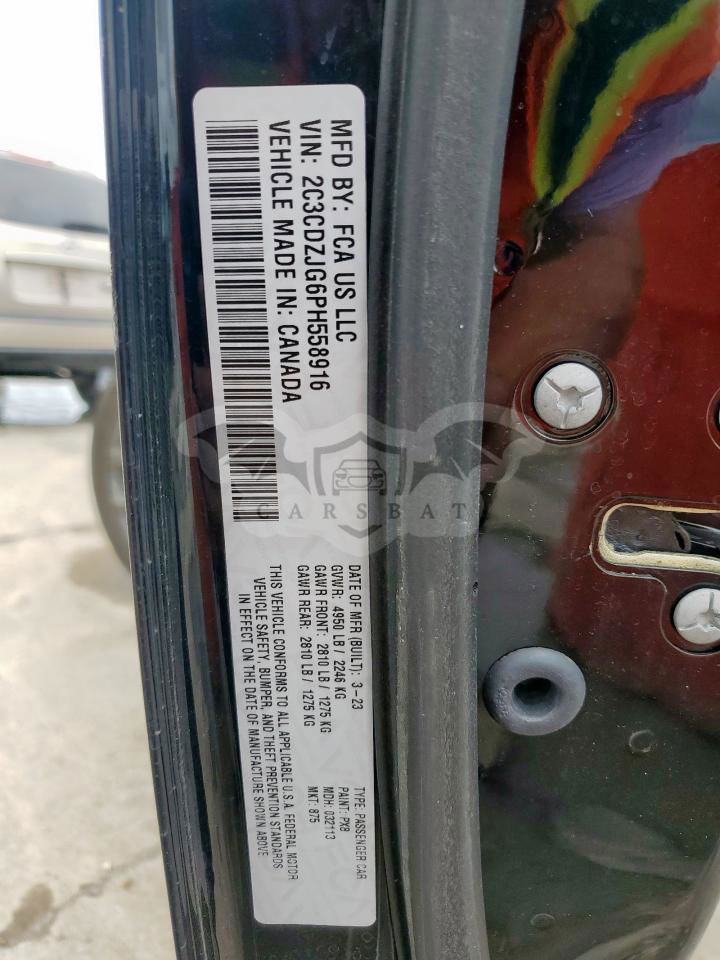 MFD BY: FCA US LLC
VIN: 2C3CDZJG6PH558916
VEHICLE MADE IN: CANADA
CARSBAT
DATE OF MFR (BUILT): 3-23
GVWR: 4950 LB / 2246 KG
GAWR FRONT: 2810 LB / 1275 KG
GAWR REAR: 2810 LB / 1275 KG
THIS VEHICLE CONFORMS TO ALL APPLICABLE U.S.A. FEDERAL MOTOR
VEHICLE SAFETY, BUMPER, AND THEFT PREVENTION STANDARDS
IN EFFECT ON THE DATE OF MANUFACTURE SHOWN ABOVE
TYPE: PASSENGER CAR
PAINT: PX8
MDH: 032113
MKT: 875